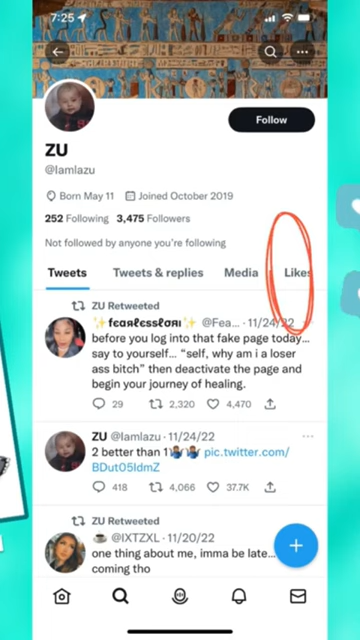 7:25
ZU
@Iamlazu
Follow
Born May 11 Joined October 2019
252 Following 3,475 Followers
Not followed by anyone you're following
Tweets Tweets & replies Media Likes
ZU Retweeted
✨fєαяℓєѕѕℓσяι✨ @Fea... · 11/24/22
before you log into that fake page today...
say to yourself... "self, why am i a loser
ass bitch" then deactivate the page and
begin your journey of healing.
29 2,320 4,470
ZU @Iamlazu · 11/24/22
2 better than 1🤷🏾‍♂️🤷🏾‍♂️ pic.twitter.com/
BDut05IdmZ
418 4,066 37.7K
ZU Retweeted
☕ @IXTZXL · 11/20/22
one thing about me, imma be late...
coming tho